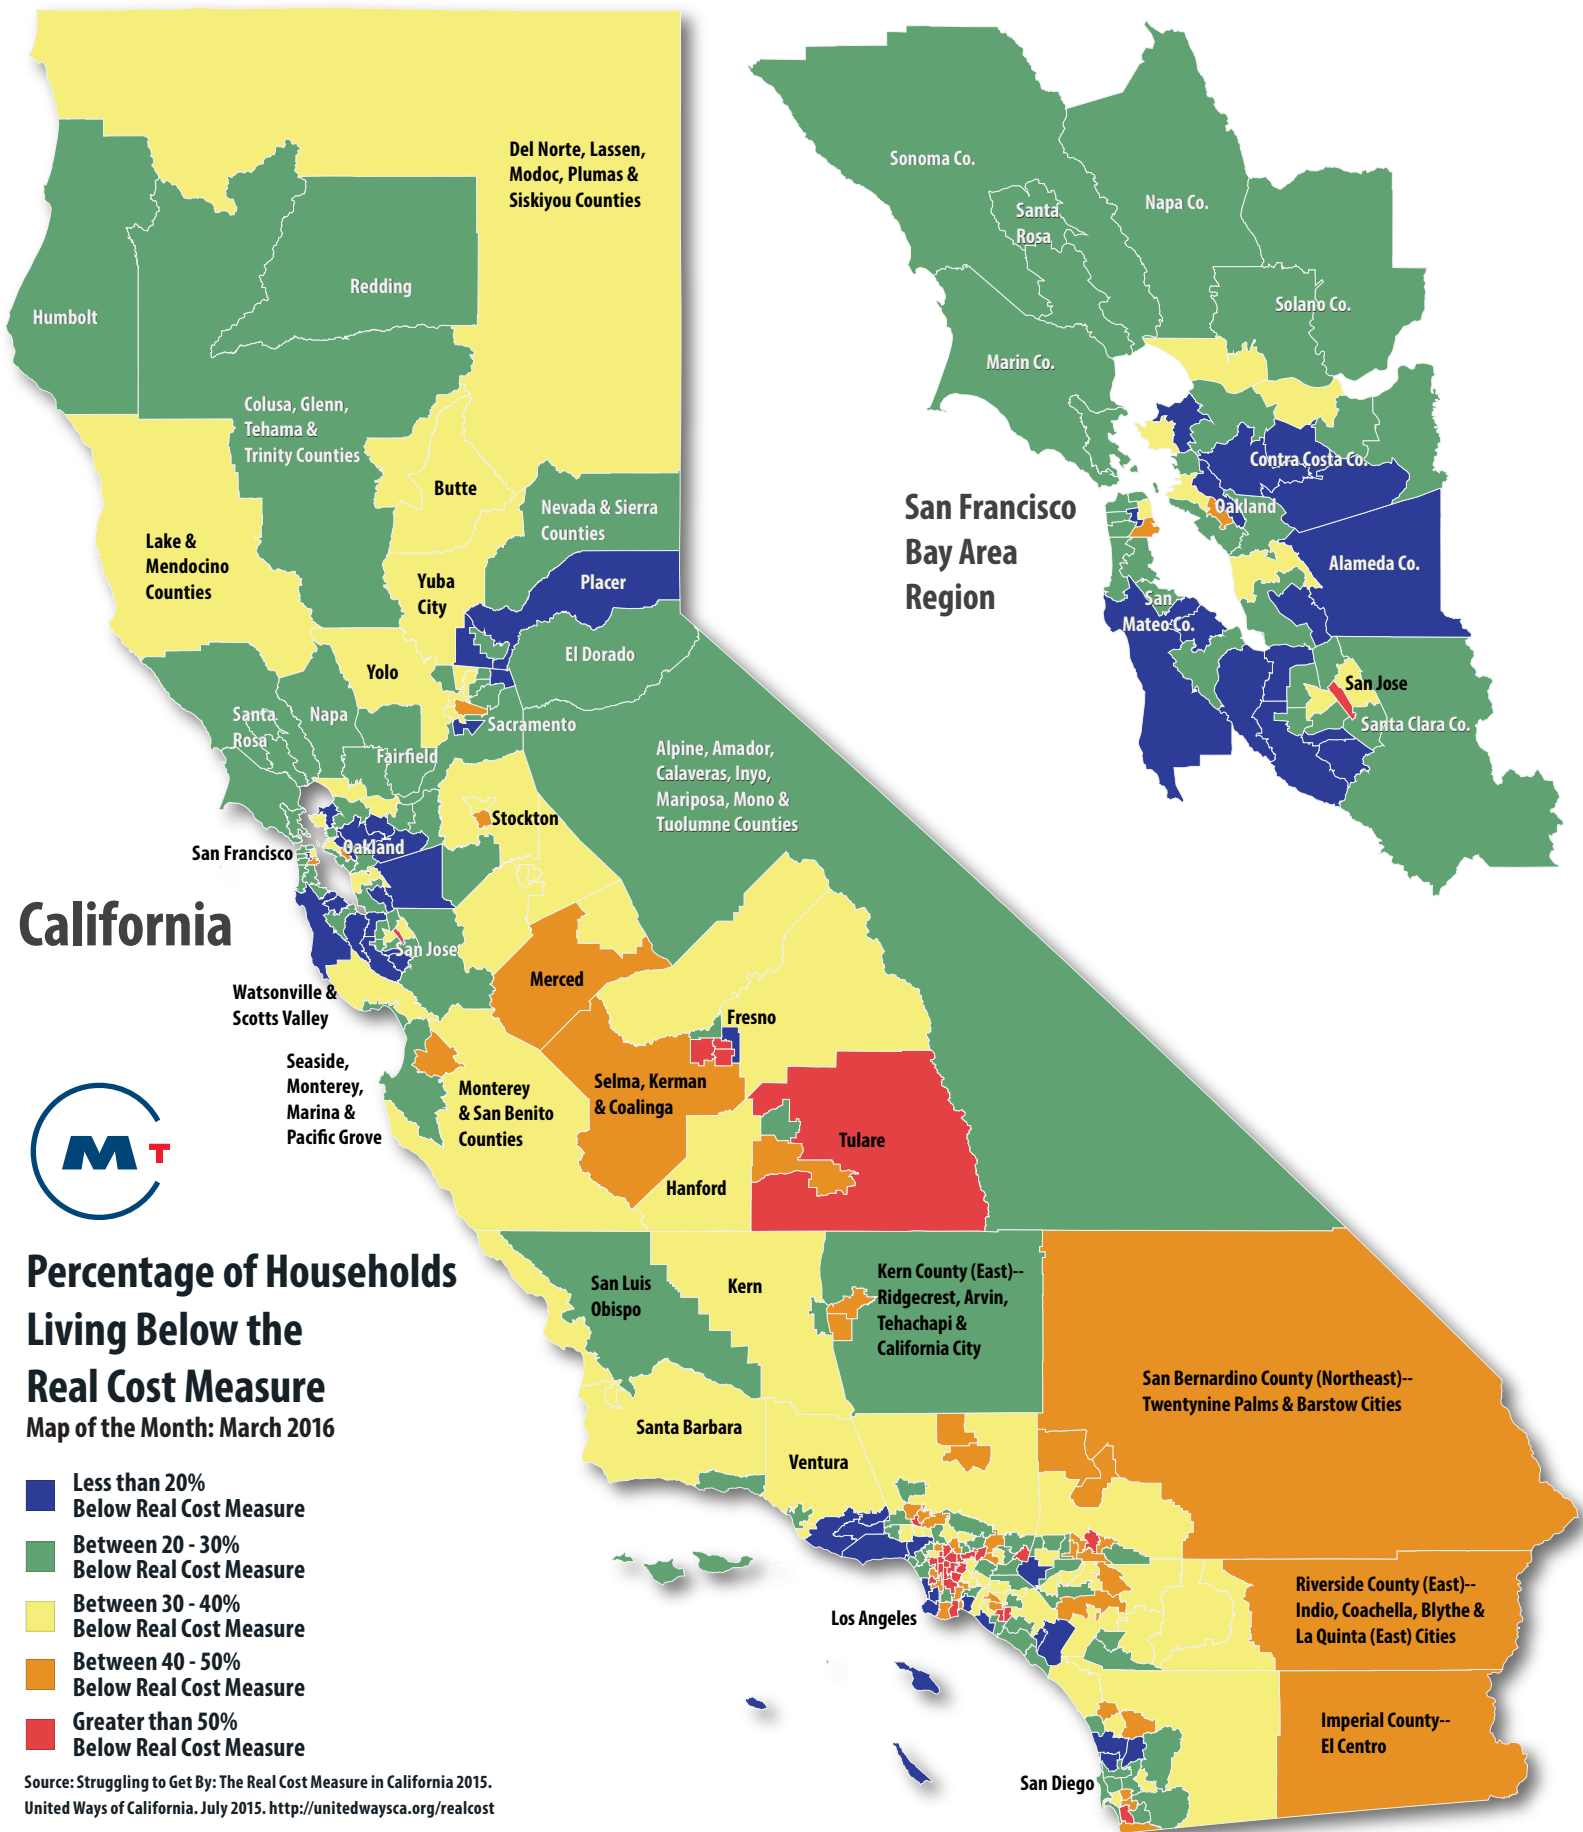 Del Norte, Lassen,
Modoc, Plumas &
Siskiyou Counties
Humbolt
Redding
Colusa, Glenn,
Tehama &
Trinity Counties
Butte
Nevada & Sierra
Counties
Lake &
Mendocino
Counties
Yuba
City
Placer
El Dorado
Yolo
Santa
Rosa
Napa
Fairfield
Sacramento
Alpine, Amador,
Calaveras, Inyo,
Mariposa, Mono &
Tuolumne Counties
Stockton
San Francisco
Oakland
California
San Jose
Merced
Watsonville &
Scotts Valley
Fresno
Seaside,
Monterey,
Marina &
Pacific Grove
Monterey
& San Benito
Counties
Selma, Kerman
& Coalinga
Tulare
Hanford
San Luis
Obispo
Kern
Kern County (East)--
Ridgecrest, Arvin,
Tehachapi &
California City
San Bernardino County (Northeast)--
Twentynine Palms & Barstow Cities
Santa Barbara
Ventura
Los Angeles
Riverside County (East)--
Indio, Coachella, Blythe &
La Quinta (East) Cities
Imperial County--
El Centro
San Diego
Sonoma Co.
Santa
Rosa
Napa Co.
Solano Co.
Marin Co.
Contra Costa Co.
Oakland
San Francisco
Bay Area
Region
Alameda Co.
San
Mateo Co.
San Jose
Santa Clara Co.
M T
Percentage of Households
Living Below the
Real Cost Measure
Map of the Month: March 2016
Less than 20%
Below Real Cost Measure
Between 20 - 30%
Below Real Cost Measure
Between 30 - 40%
Below Real Cost Measure
Between 40 - 50%
Below Real Cost Measure
Greater than 50%
Below Real Cost Measure
Source: Struggling to Get By: The Real Cost Measure in California 2015.
United Ways of California. July 2015. http://unitedwaysca.org/realcost